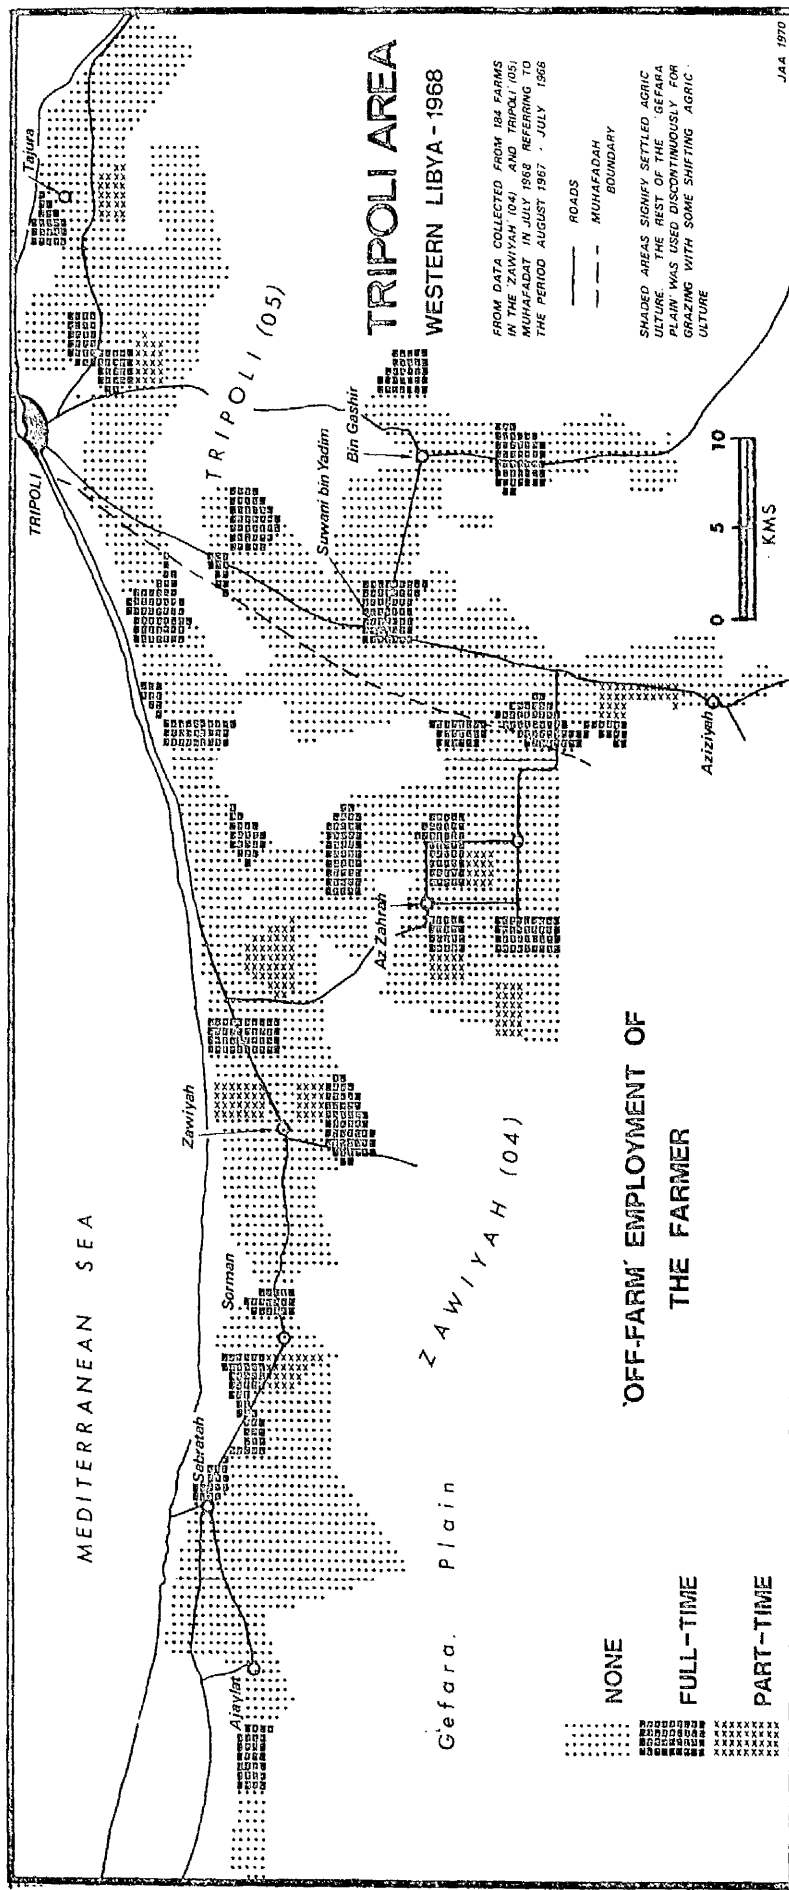 TRIPOLI AREA
WESTERN LIBYA - 1968
FROM DATA COLLECTED FROM 184 FARMS
IN THE 'ZAWIYAH' (04) AND TRIPOLI (05)
MUHAFADAT IN JULY 1968 REFERRING TO
THE PERIOD AUGUST 1967 - JULY 1968
ROADS
MUHAFADAH
BOUNDARY
SHADED AREAS SIGNIFY SETTLED AGRIC
ULTURE. THE REST OF THE 'GEFARA
PLAIN' WAS USED DISCONTINUOUSLY FOR
GRAZING WITH SOME SHIFTING AGRIC-
ULTURE
JAA 1970
MEDITERRANEAN SEA
Tajura
TRIPOLI
TRIPOLI (05)
Bin Gashir
Suwani bin Yadim
Aziziyah
Az Zahrah
Zawiyah
ZAWIYAH (04)
Sorman
Sabratah
Ajaylat
Gefara. Plain
0 5 10
KMS
'OFF-FARM' EMPLOYMENT OF
THE FARMER
NONE
FULL-TIME
PART-TIME